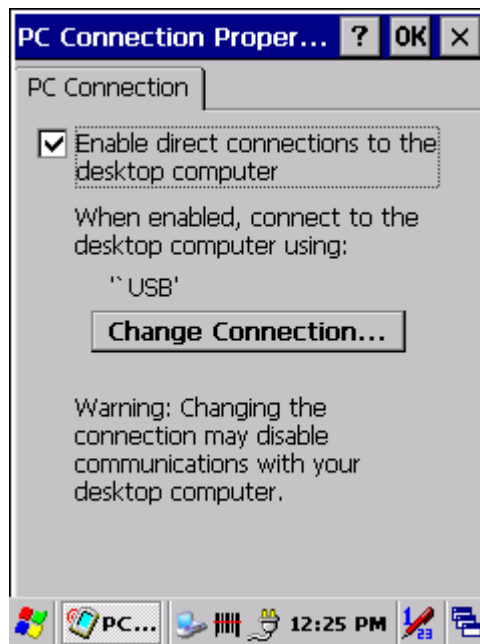 PC Connection Proper... ? OK ×
PC Connection
Enable direct connections to the
desktop computer
When enabled, connect to the
desktop computer using:
'`USB'
Change Connection...
Warning: Changing the
connection may disable
communications with your
desktop computer.
PC... 12:25 PM 23